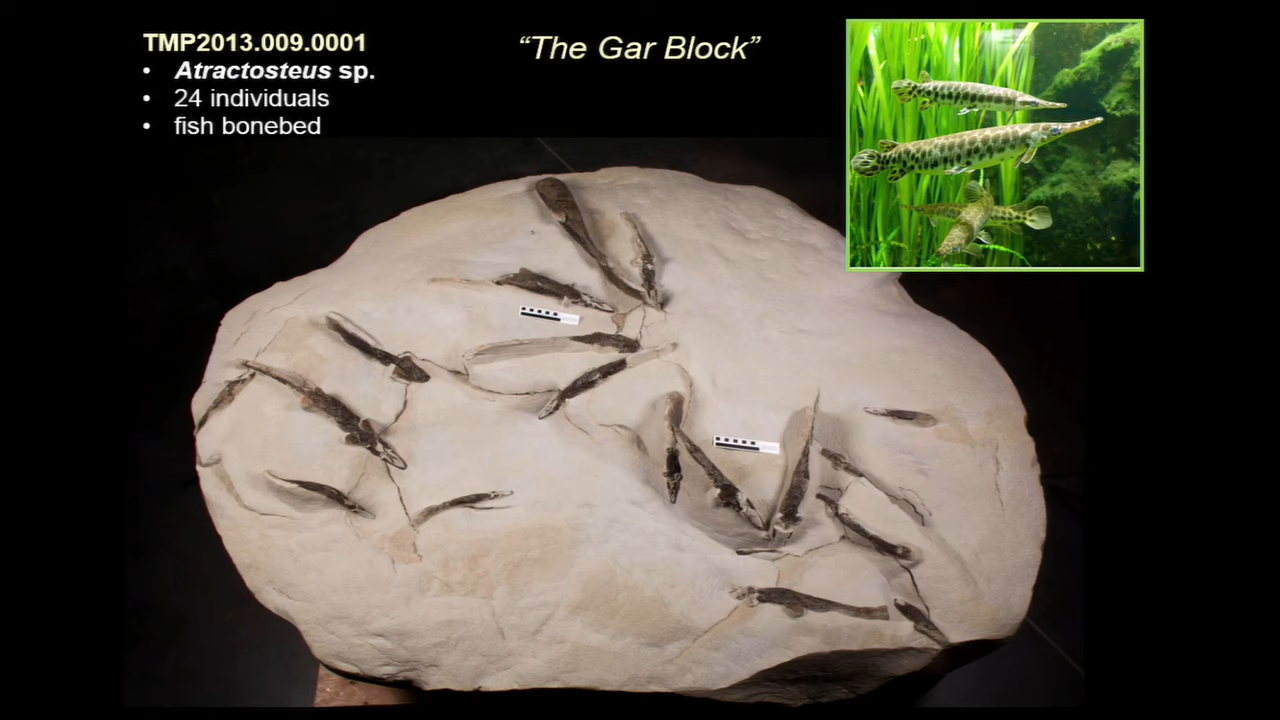 TMP2013.009.0001
“The Gar Block”
• Atractosteus sp.
• 24 individuals
• fish bonebed